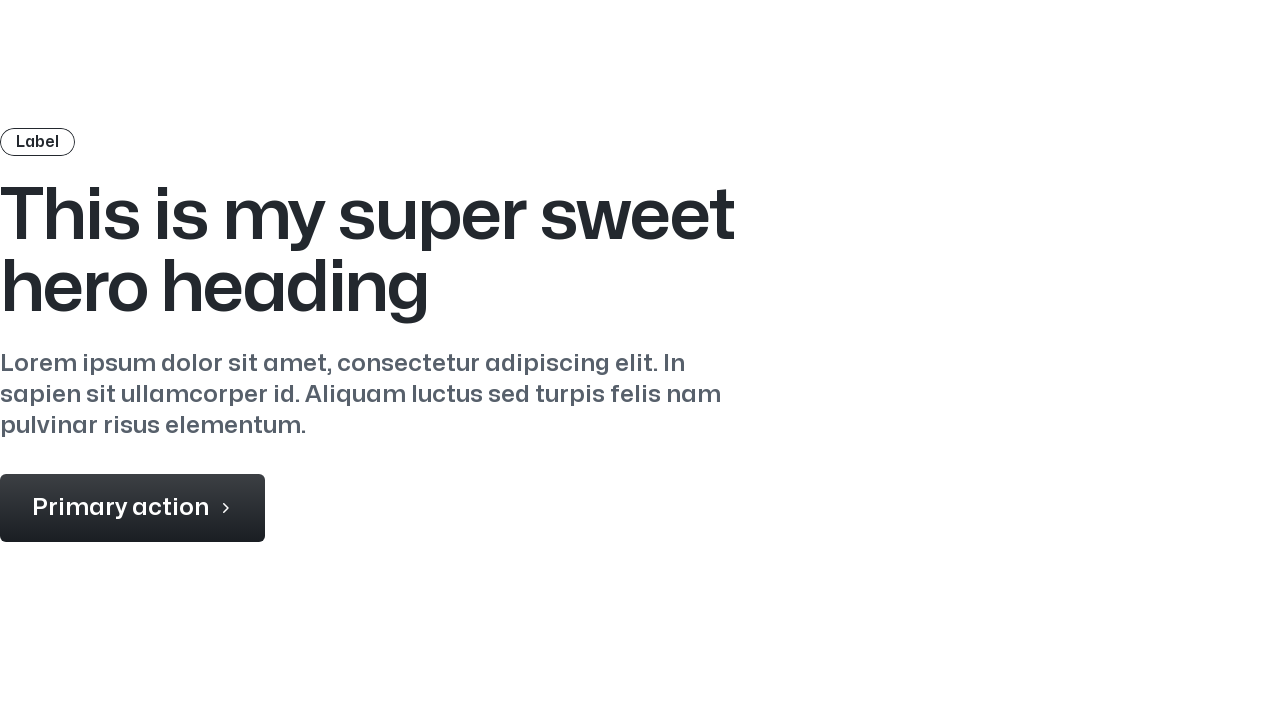 Label
This is my super sweet
hero heading
Lorem ipsum dolor sit amet, consectetur adipiscing elit. In
sapien sit ullamcorper id. Aliquam luctus sed turpis felis nam
pulvinar risus elementum.
Primary action